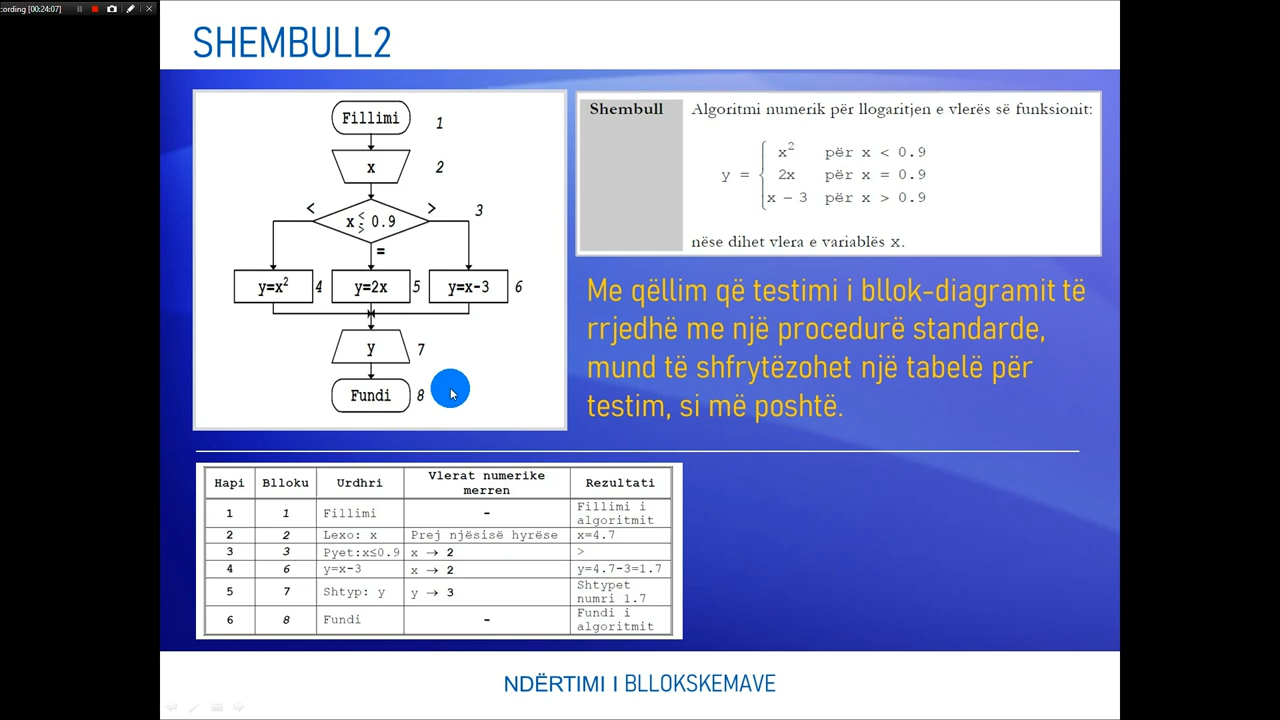 cording [00:24:07]
SHEMBULL2
Fillimi
1
x
2
<
>
x ≤ 0.9
>
3
=
y=x²
4
y=2x
5
y=x-3
6
y
7
Fundi
8
Shembull
Algoritmi numerik për llogaritjen e vlerës së funksionit:
x² për x < 0.9
y = { 2x për x = 0.9
x - 3 për x > 0.9
nëse dihet vlera e variablës x.
Me qëllim që testimi i bllok-diagramit të
rrjedhë me një procedurë standarde,
mund të shfrytëzohet një tabelë për
testim, si më poshtë.
Hapi Blloku Urdhri Vlerat numerike merren Rezultati
1 1 Fillimi - Fillimi i algoritmit
2 2 Lexo: x Prej njësisë hyrëse x=4.7
3 3 Pyet:x≤0.9 x → 2 >
4 6 y=x-3 x → 2 y=4.7-3=1.7
5 7 Shtyp: y y → 3 Shtypet numri 1.7
6 8 Fundi - Fundi i algoritmit
NDËRTIMI I BLLOKSKEMAVE